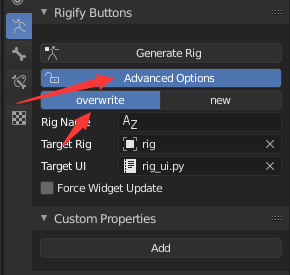 Rigify Buttons
Generate Rig
Advanced Options
overwrite new
Rig Name
Target Rig rig
Target UI rig_ui.py
Force Widget Update
Custom Properties
Add